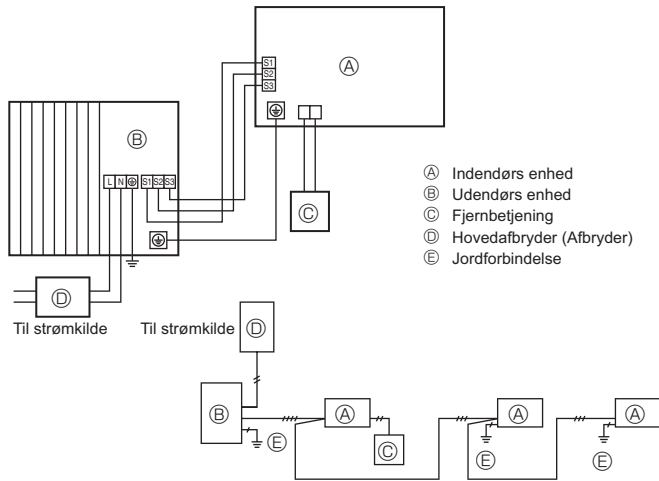 S1
S2
S3
Ⓐ
Ⓑ
L N S1 S2 S3
Ⓒ
Ⓐ Indendørs enhed
Ⓑ Udendørs enhed
Ⓒ Fjernbetjening
Ⓓ Hovedafbryder (Afbryder)
Ⓔ Jordforbindelse
Ⓓ
Til strømkilde
Til strømkilde
Ⓓ
Ⓑ
Ⓐ
Ⓐ
Ⓐ
Ⓔ
Ⓒ
Ⓔ
Ⓔ